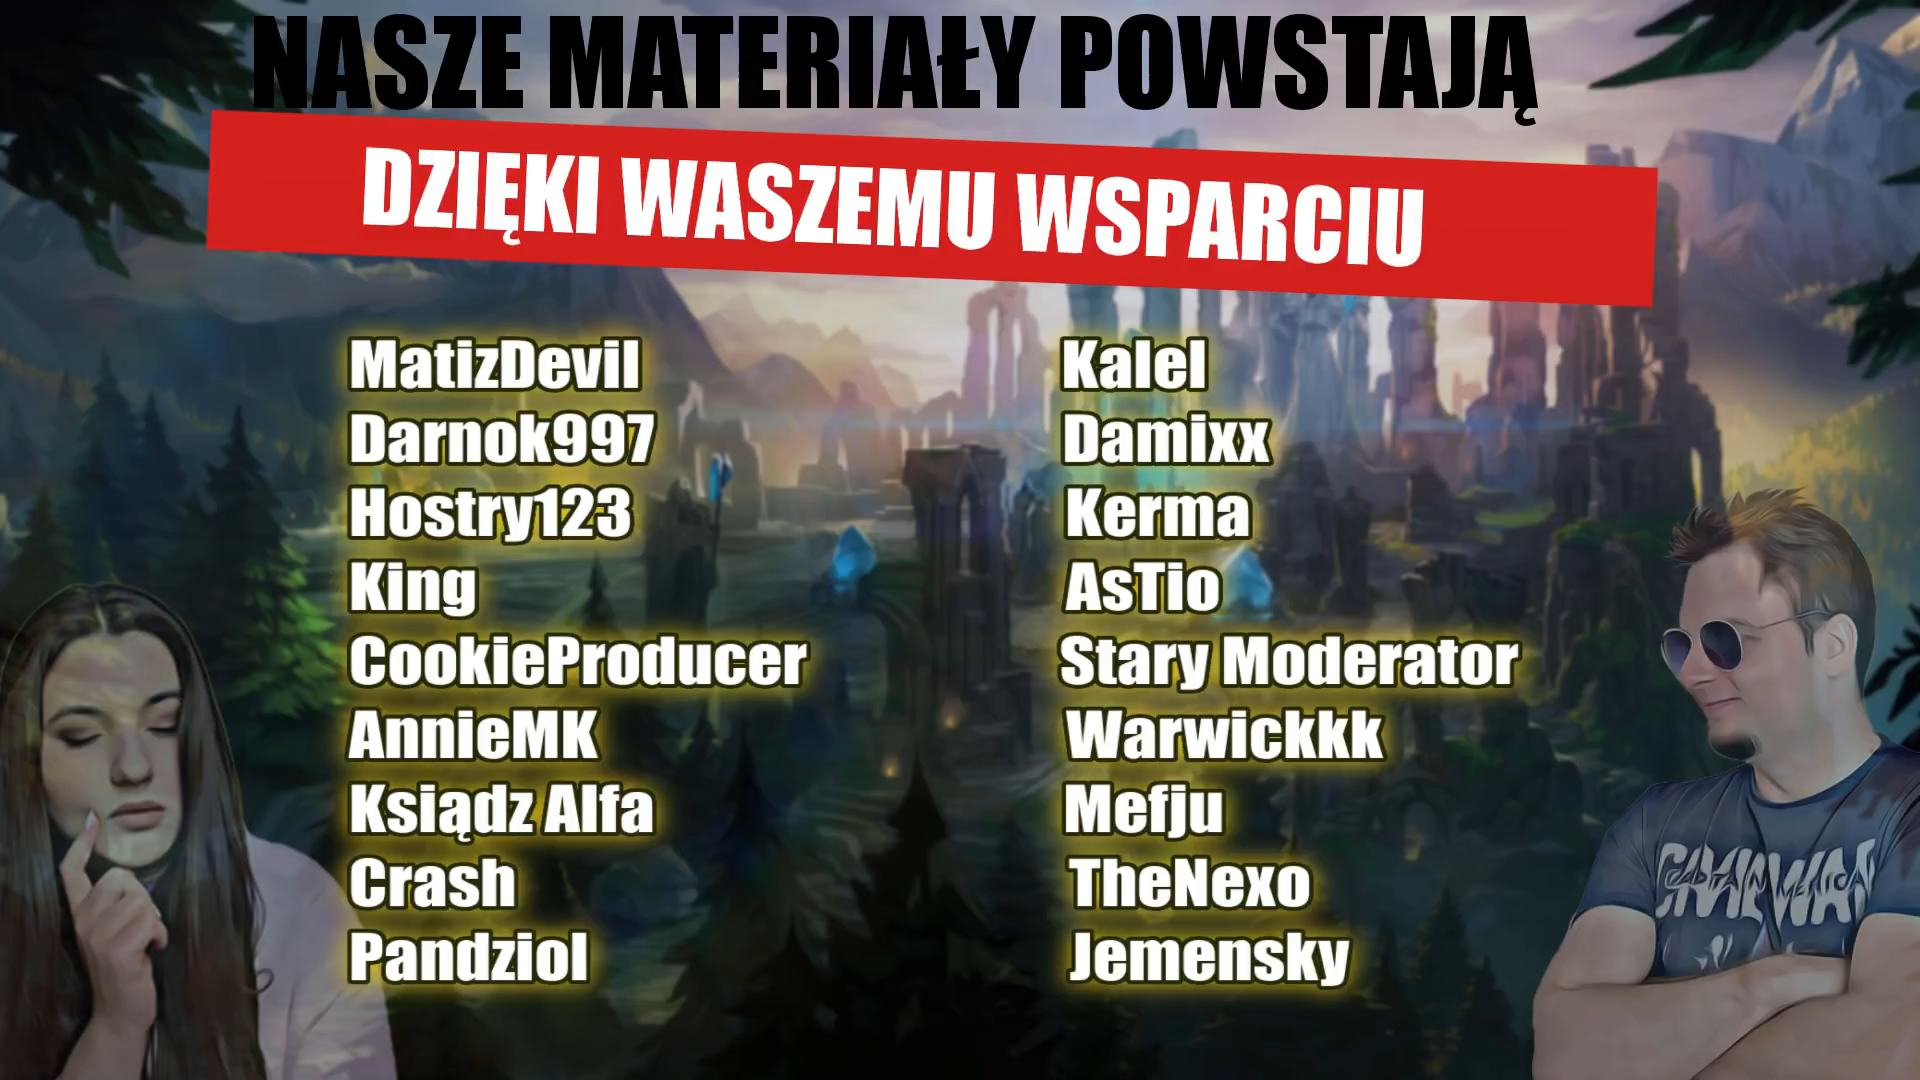 NASZE MATERIAŁY POWSTAJĄ
DZIĘKI WASZEMU WSPARCIU
MatizDevil
Darnok997
Hostry123
King
CookieProducer
AnnieMK
Ksiądz Alfa
Crash
Pandziol
Kalel
Damixx
Kerma
AsTio
Stary Moderator
Warwickkk
Mefju
TheNexo
Jemensky